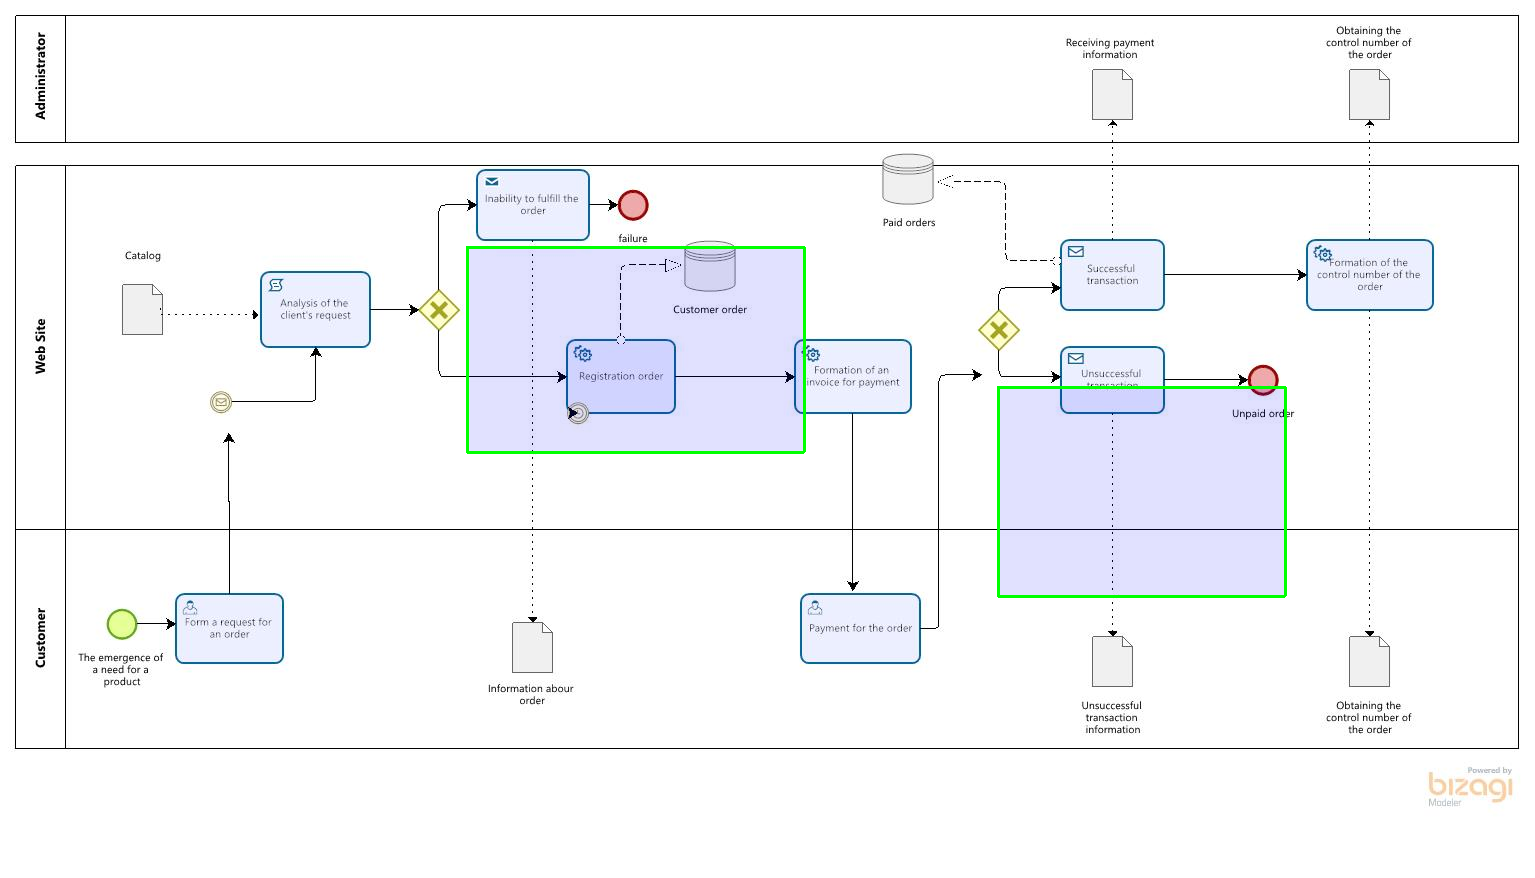 Administrator
Receiving payment
information
Obtaining the
control number of
the order
Web Site
Catalog
Analysis of the
client's request
Inability to fulfill the
order
failure
Customer order
Registration order
Formation of an
invoice for payment
Paid orders
Successful
transaction
Formation of the
control number of the
order
Unsuccessful
transaction
Unpaid order
Customer
The emergence of
a need for a
product
Form a request for
an order
Information abour
order
Payment for the order
Unsuccessful
transaction
information
Obtaining the
control number of
the order
Powered by
bizagi
Modeler